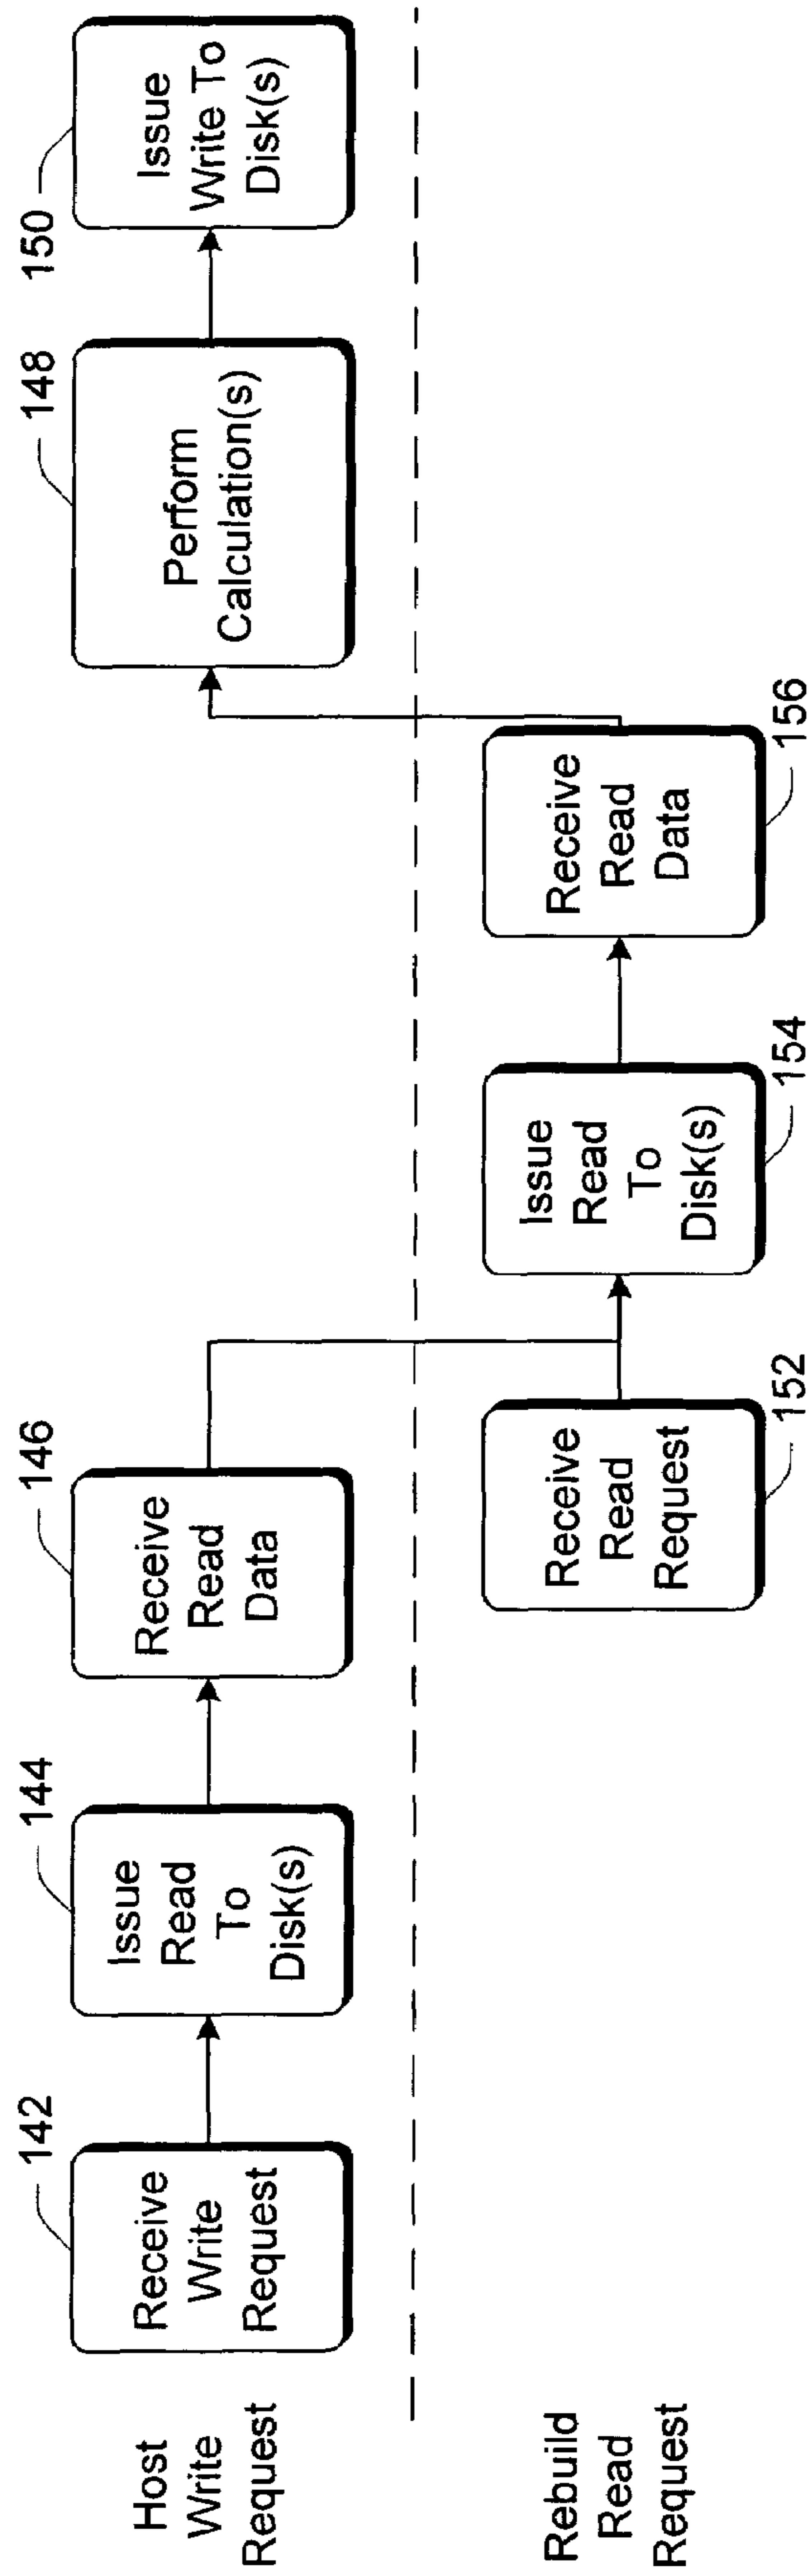 Host
Write
Request
142
Receive
Write
Request
144
Issue
Read
To
Disk(s)
146
Receive
Read
Data
148
Perform
Calculation(s)
150
Issue
Write To
Disk(s)
Rebuild
Read
Request
Receive
Read
Request
152
Issue
Read
To
Disk(s)
154
Receive
Read
Data
156